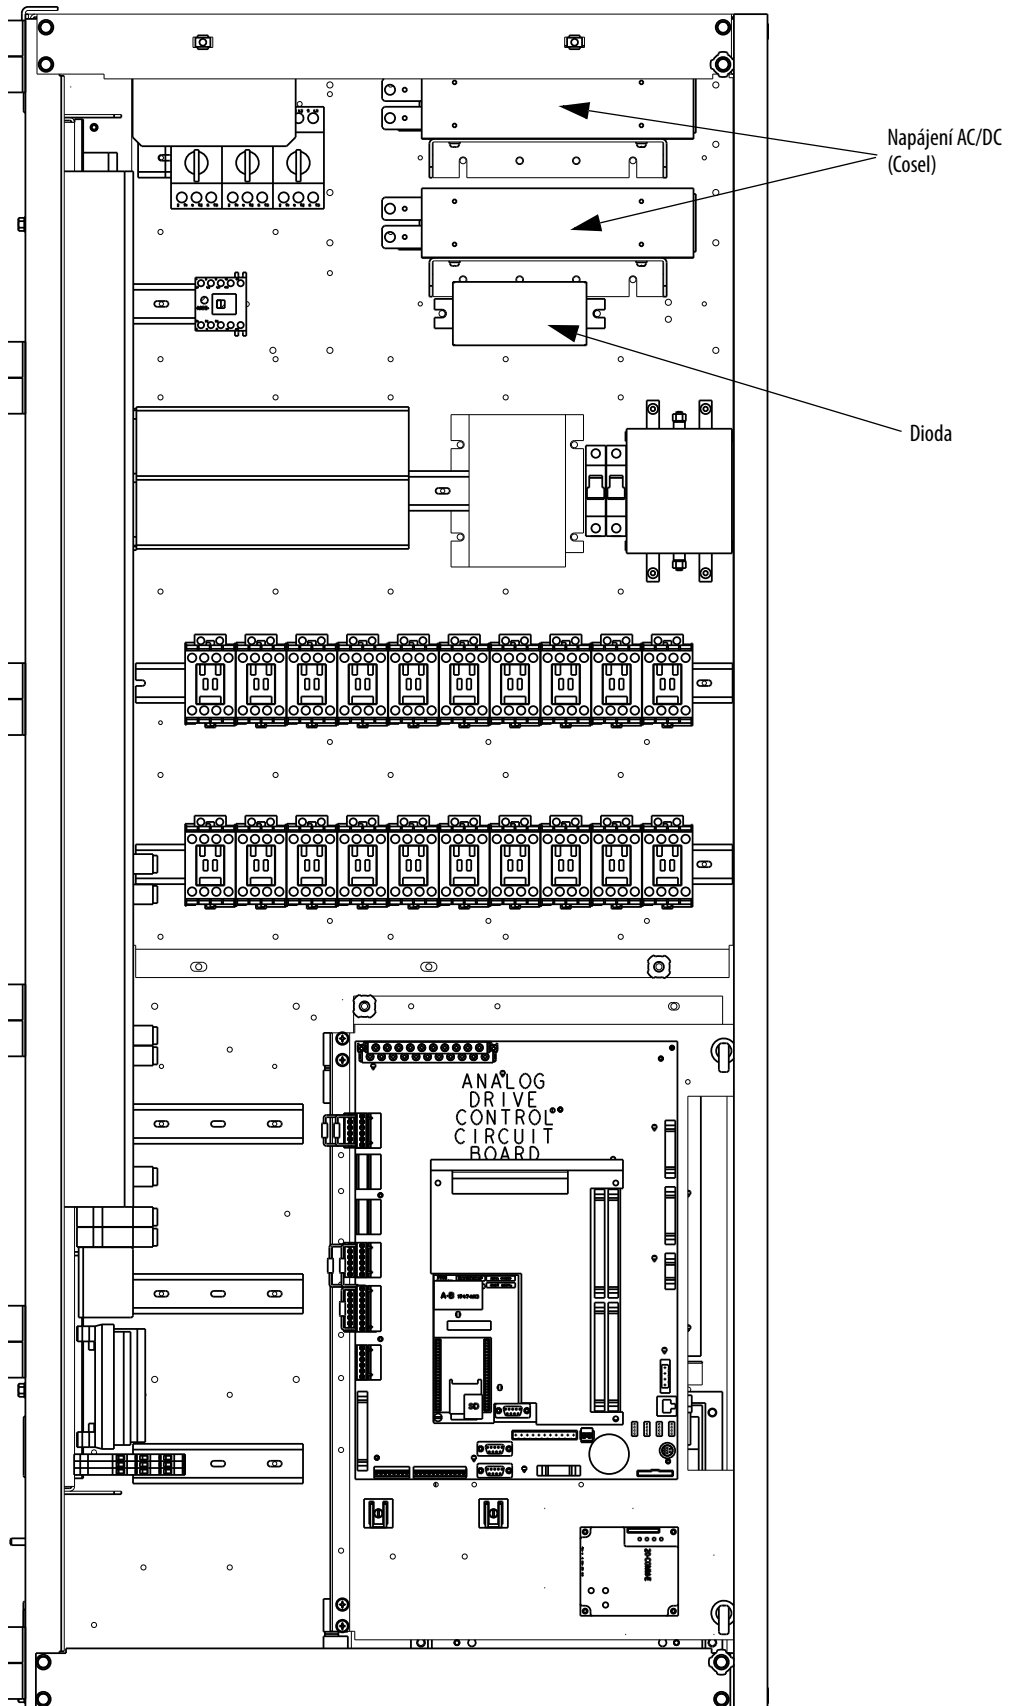 Napájení AC/DC
(Cosel)
Dioda
ANALOG
DRIVE
CONTROL
CIRCUIT
BOARD
A-B
SD